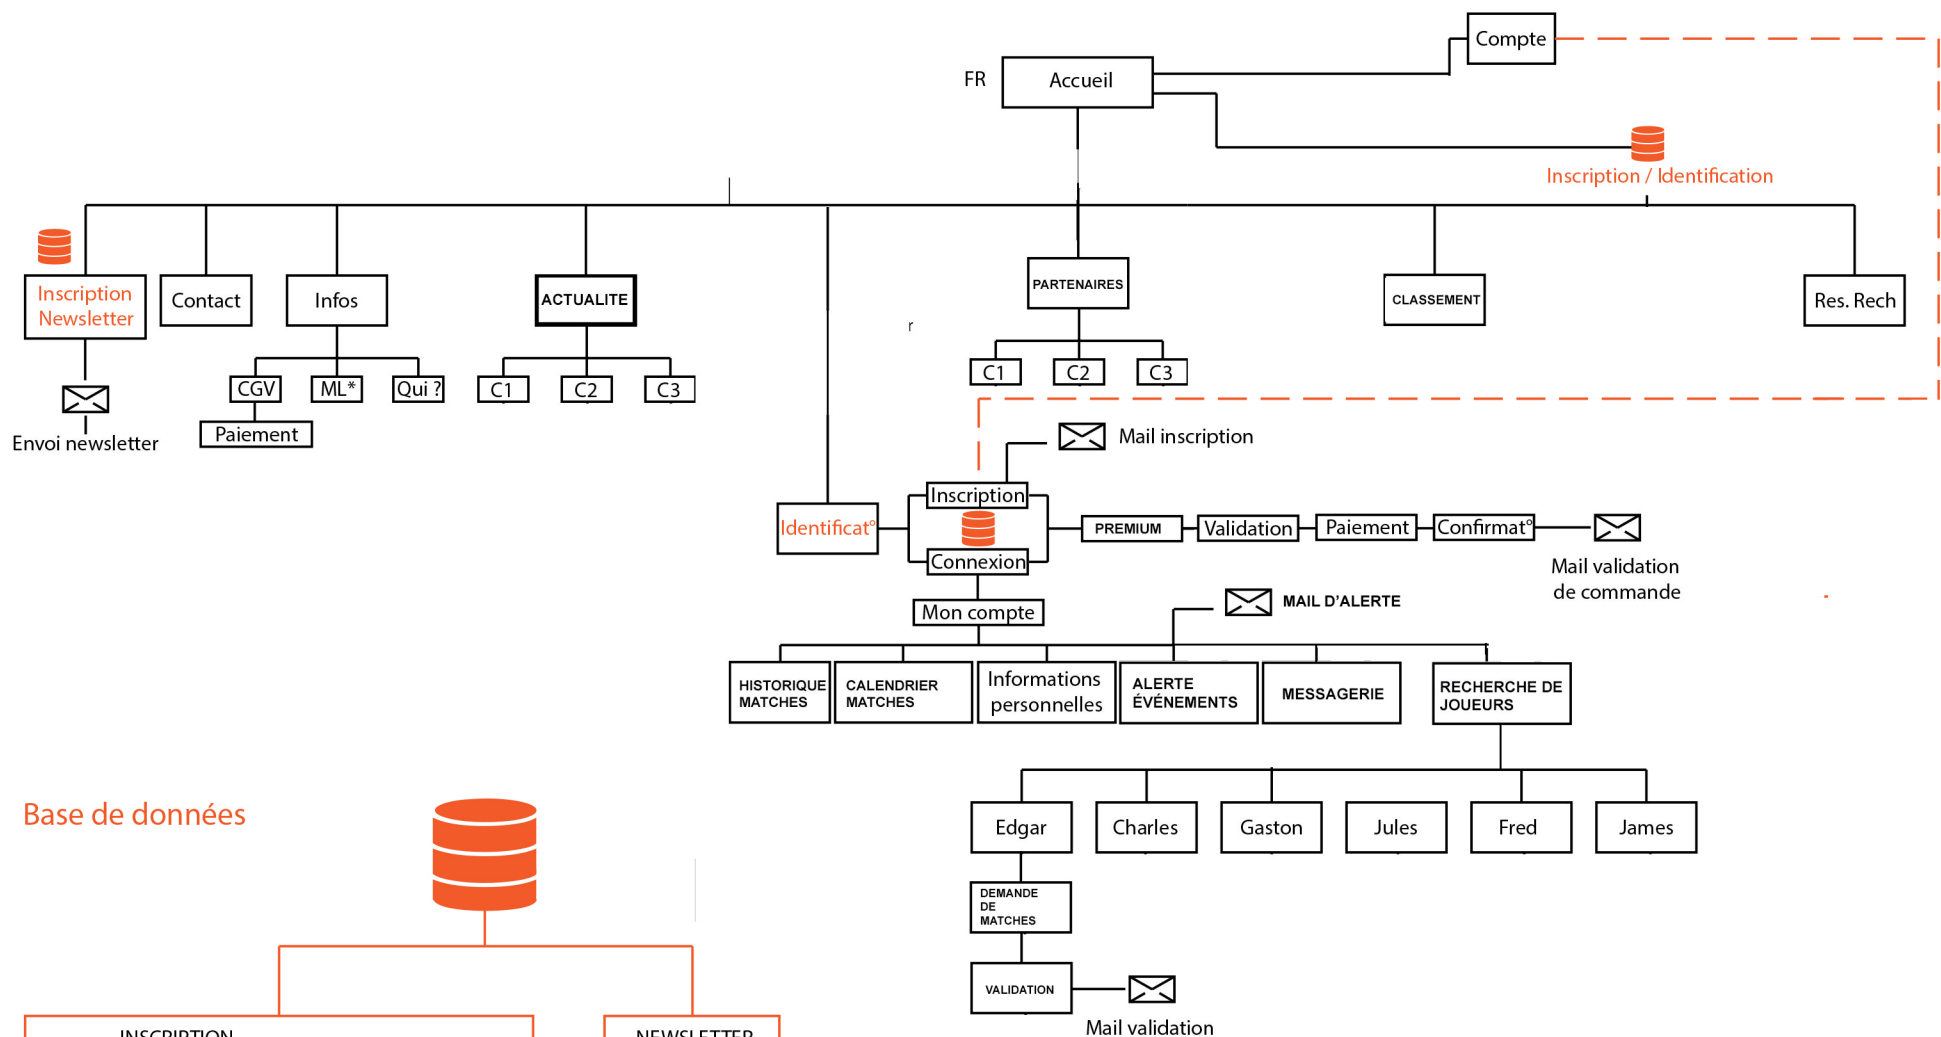 Compte
FR
Accueil
Inscription / Identification
Inscription
Newsletter
Contact
Infos
ACTUALITE
PARTENAIRES
CLASSEMENT
Res. Rech
r
CGV
ML*
Qui ?
C1
C2
C3
C1
C2
C3
Paiement
Envoi newsletter
Mail inscription
Inscription
Identificat°
Connexion
PREMIUM
Validation
Paiement
Confirmat°
Mail validation
de commande
Mon compte
MAIL D'ALERTE
HISTORIQUE
MATCHES
CALENDRIER
MATCHES
Informations
personnelles
ALERTE
ÉVÉNEMENTS
MESSAGERIE
RECHERCHE DE
JOUEURS
Base de données
Edgar
Charles
Gaston
Jules
Fred
James
DEMANDE
DE
MATCHES
VALIDATION
Mail validation
INSCRIPTION
NEWSLETTER